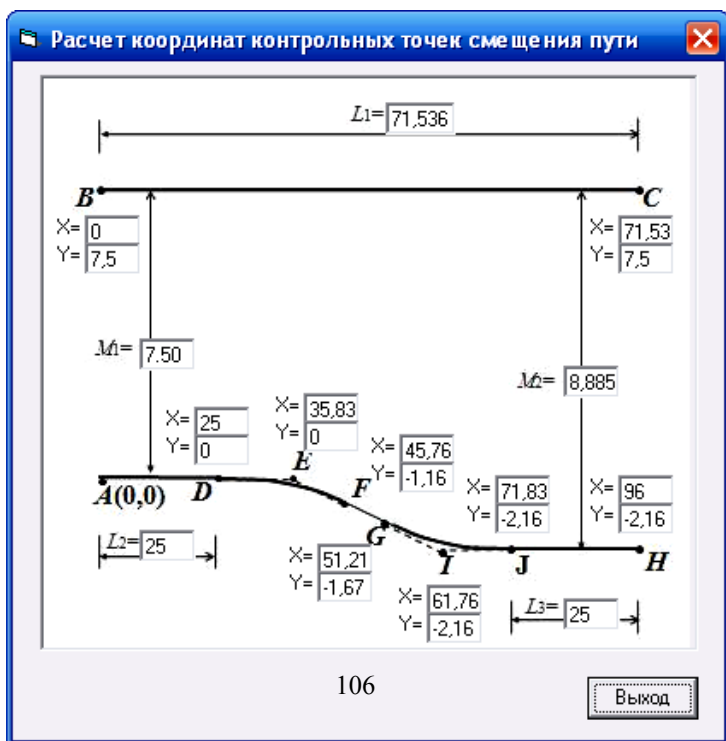 Расчет координат контрольных точек смещения пути
L1= 71,536
B C
X= 0 X= 71,53
Y= 7,5 Y= 7,5
M1= 7.50
M2= 8,885
X= 25 X= 35,83
Y= 0 Y= 0
X= 45,76
Y= -1,16
E
X= 71,83 X= 96
Y= -2,16 Y= -2,16
A(0,0) D F
G I J H
L2= 25
X= 51,21
Y= -1,67
X= 61,76
Y= -2,16
L3= 25
106
Выход